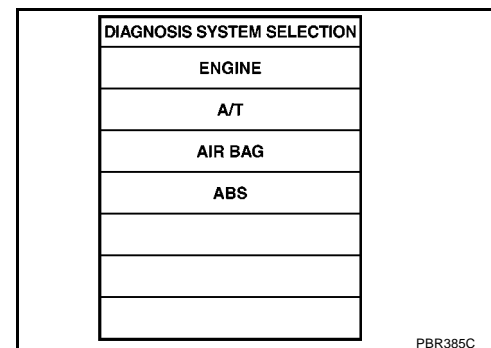 DIAGNOSIS SYSTEM SELECTION
ENGINE
A/T
AIR BAG
ABS
PBR385C